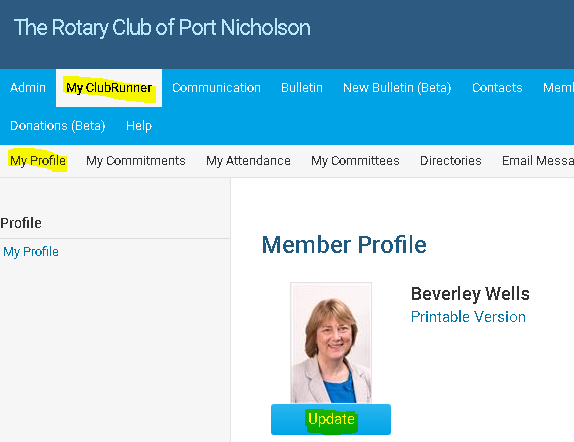 The Rotary Club of Port Nicholson
Admin My ClubRunner Communication Bulletin New Bulletin (Beta) Contacts Memb
Donations (Beta) Help
My Profile My Commitments My Attendance My Committees Directories Email Messa
Profile
My Profile
Member Profile
Beverley Wells
Printable Version
Update